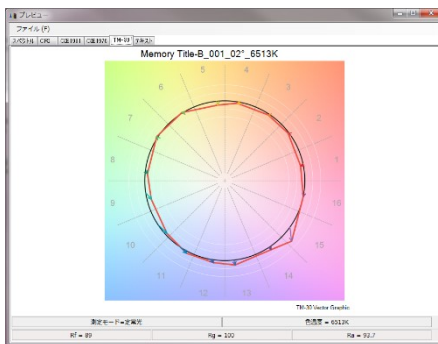 プレビュー
ファイル (F)
スペクトル CRI CIE1931 CIE1976 TM-30 テキスト
Memory Title-B_001_02°_6513K
5 4
6 3
7 2
8 1
9 16
10 15
11 14
12 13
TM-30 Vector Graphic
測定モード=定常光 色温度 = 6513K
Rf = 89 Rg = 100 Ra = 93.7